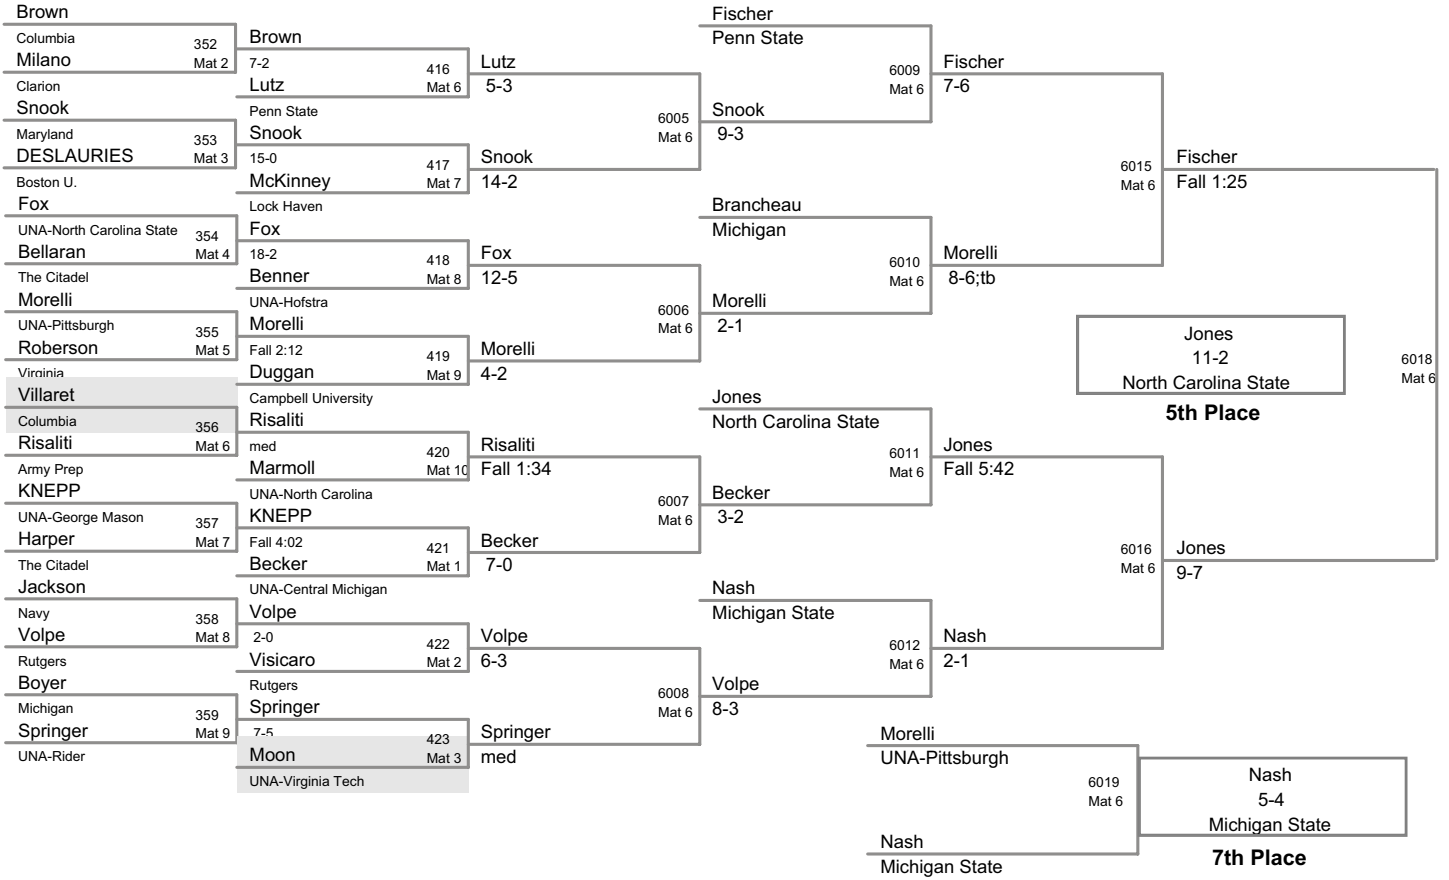 Brown
Columbia
352
Milano
Mat 2
Clarion
Snook
Maryland
353
DESLAURIES
Mat 3
Boston U.
Fox
UNA-North Carolina State
354
Bellaran
Mat 4
The Citadel
Morelli
UNA-Pittsburgh
355
Roberson
Mat 5
Virginia
Villaret
Columbia
356
Risaliti
Mat 6
Army Prep
KNEPP
UNA-George Mason
357
Harper
Mat 7
The Citadel
Jackson
Navy
358
Volpe
Mat 8
Rutgers
Boyer
Michigan
359
Springer
Mat 9
UNA-Rider
Brown
7-2
416
Lutz
Mat 6
Penn State
Snook
15-0
417
McKinney
Mat 7
Lock Haven
Fox
18-2
418
Benner
Mat 8
UNA-Hofstra
Morelli
Fall 2:12
419
Duggan
Mat 9
Campbell University
Risaliti
med
420
Marmoll
Mat 10
UNA-North Carolina
KNEPP
Fall 4:02
421
Becker
Mat 1
UNA-Central Michigan
Volpe
2-0
422
Visicaro
Mat 2
Rutgers
Springer
7-5
423
Moon
Mat 3
UNA-Virginia Tech
Lutz
5-3
6005
Mat 6
Snook
14-2
Fox
12-5
6006
Mat 6
Morelli
4-2
Risaliti
Fall 1:34
6007
Mat 6
Becker
7-0
Volpe
6-3
6008
Mat 6
Springer
med
Fischer
Penn State
6009
Mat 6
Snook
9-3
Brancheau
Michigan
6010
Mat 6
Morelli
2-1
Jones
North Carolina State
6011
Mat 6
Becker
3-2
Nash
Michigan State
6012
Mat 6
Volpe
8-3
Fischer
7-6
6015
Mat 6
Morelli
8-6;tb
Jones
Fall 5:42
6016
Mat 6
Nash
2-1
Fischer
Fall 1:25
6018
Mat 6
Jones
9-7
Jones
11-2
North Carolina State
5th Place
Morelli
UNA-Pittsburgh
6019
Mat 6
Nash
Michigan State
Nash
5-4
Michigan State
7th Place